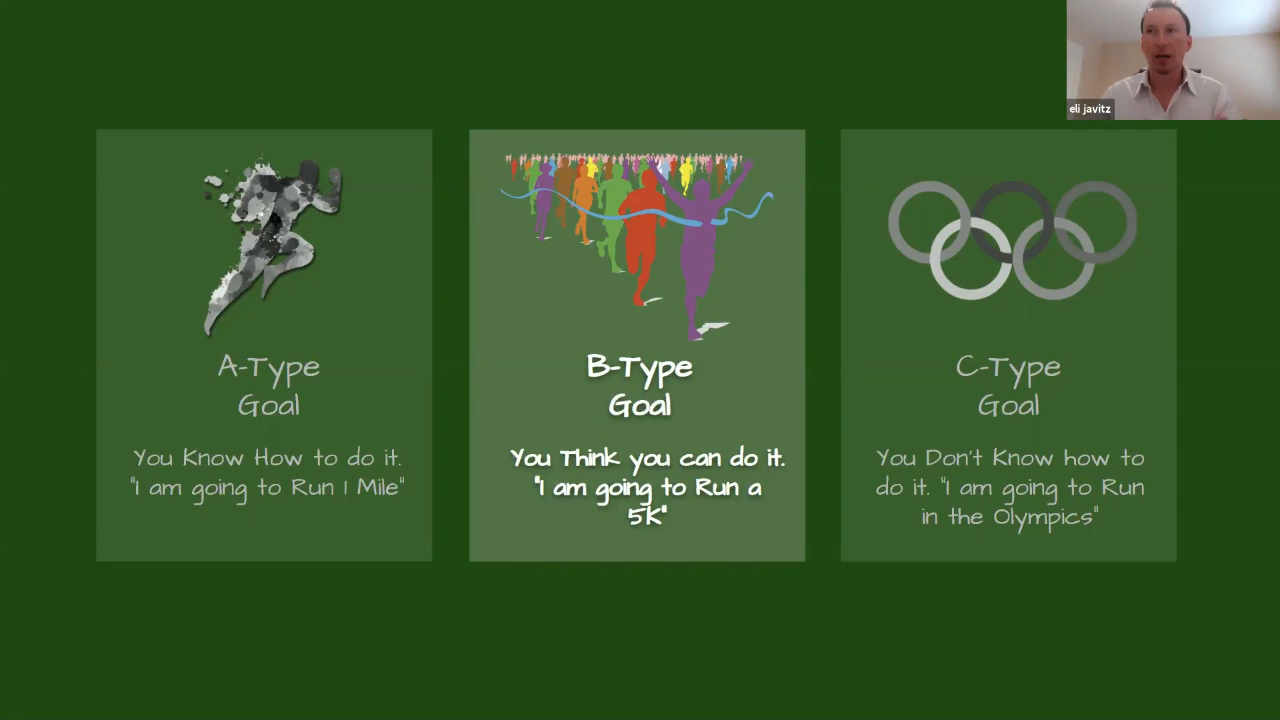 eli javitz
A-Type
Goal
You Know How to do it.
"I am going to Run 1 Mile"
B-Type
Goal
You Think you can do it.
"I am going to Run a
5K"
C-Type
Goal
You Don't Know how to
do it. "I am going to Run
in the Olympics"